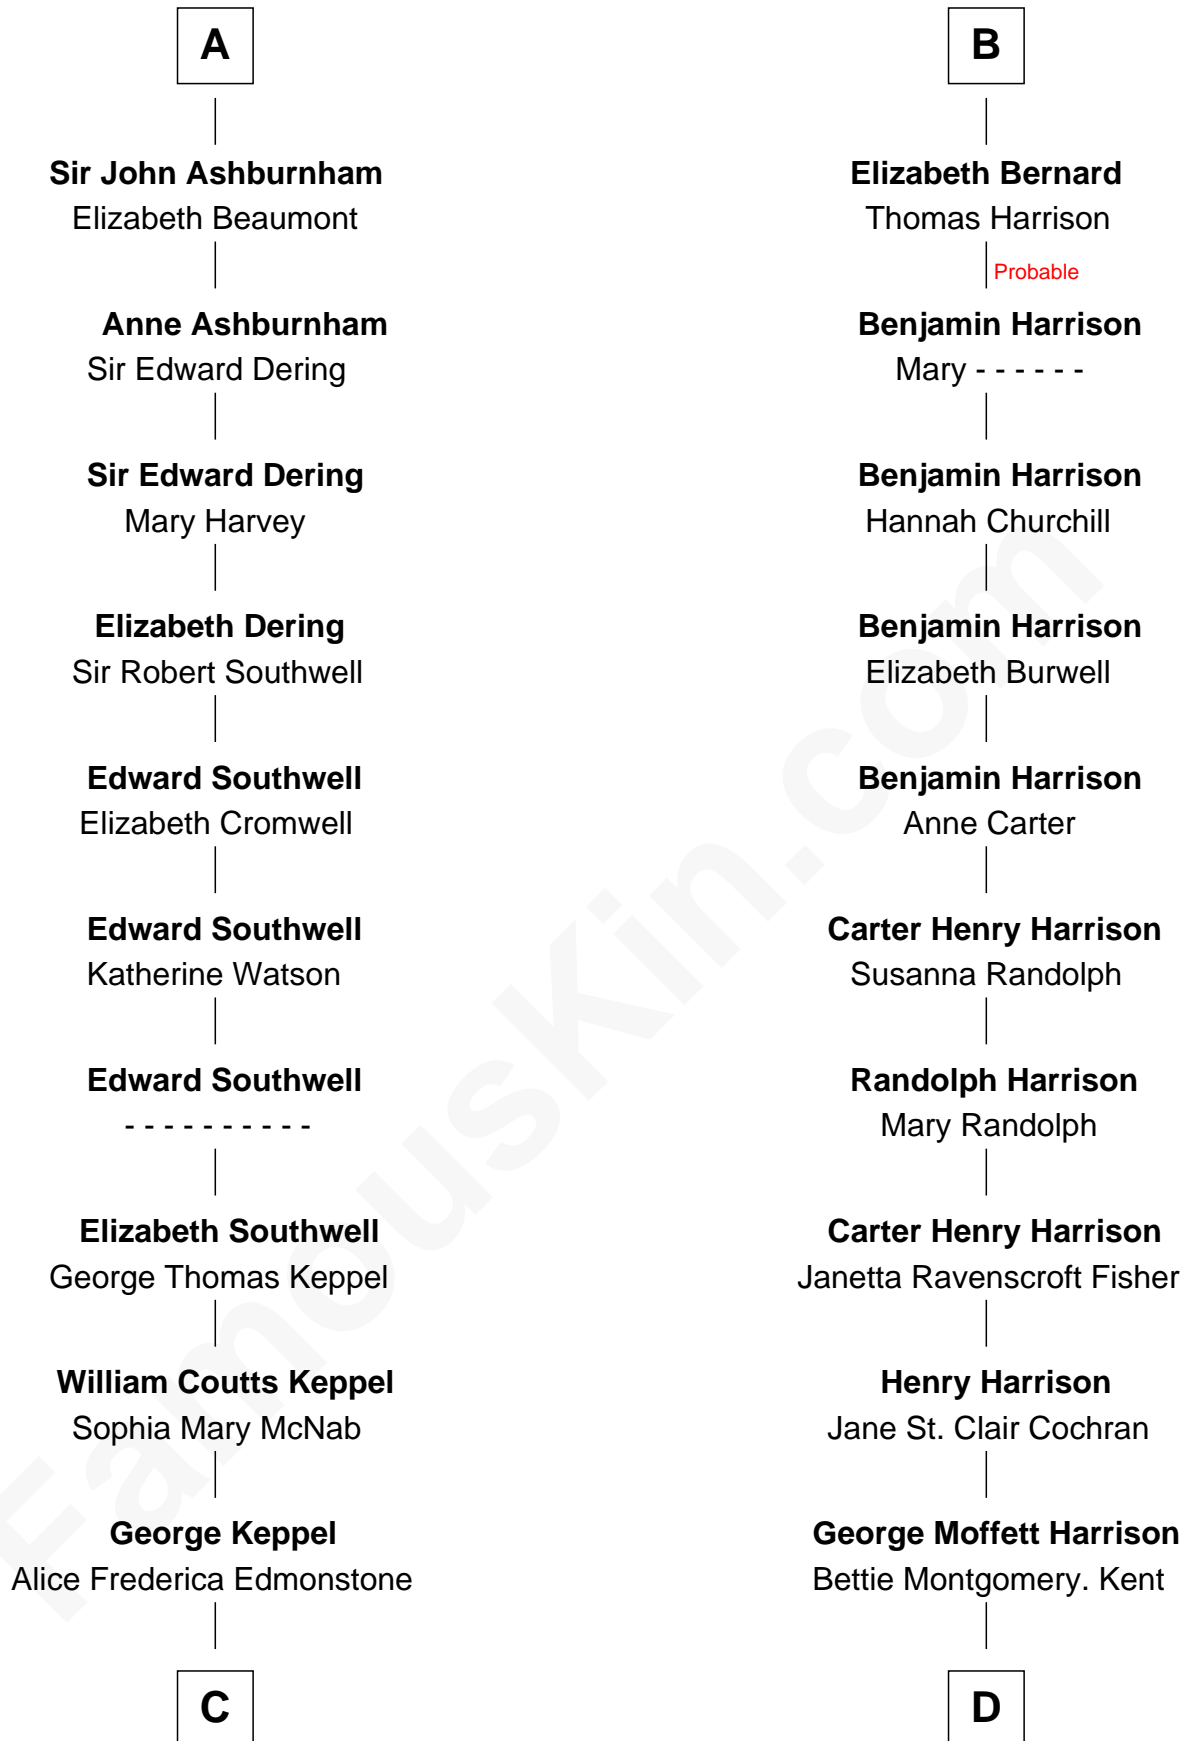 A
Sir John Ashburnham
Elizabeth Beaumont
Anne Ashburnham
Sir Edward Dering
Sir Edward Dering
Mary Harvey
Elizabeth Dering
Sir Robert Southwell
Edward Southwell
Elizabeth Cromwell
Edward Southwell
Katherine Watson
Edward Southwell
- - - - - - - - - -
Elizabeth Southwell
George Thomas Keppel
William Coutts Keppel
Sophia Mary McNab
George Keppel
Alice Frederica Edmonstone
C
B
Elizabeth Bernard
Thomas Harrison
Probable
Benjamin Harrison
Mary - - - - - -
Benjamin Harrison
Hannah Churchill
Benjamin Harrison
Elizabeth Burwell
Benjamin Harrison
Anne Carter
Carter Henry Harrison
Susanna Randolph
Randolph Harrison
Mary Randolph
Carter Henry Harrison
Janetta Ravenscroft Fisher
Henry Harrison
Jane St. Clair Cochran
George Moffett Harrison
Bettie Montgomery. Kent
D
FamousKin.com